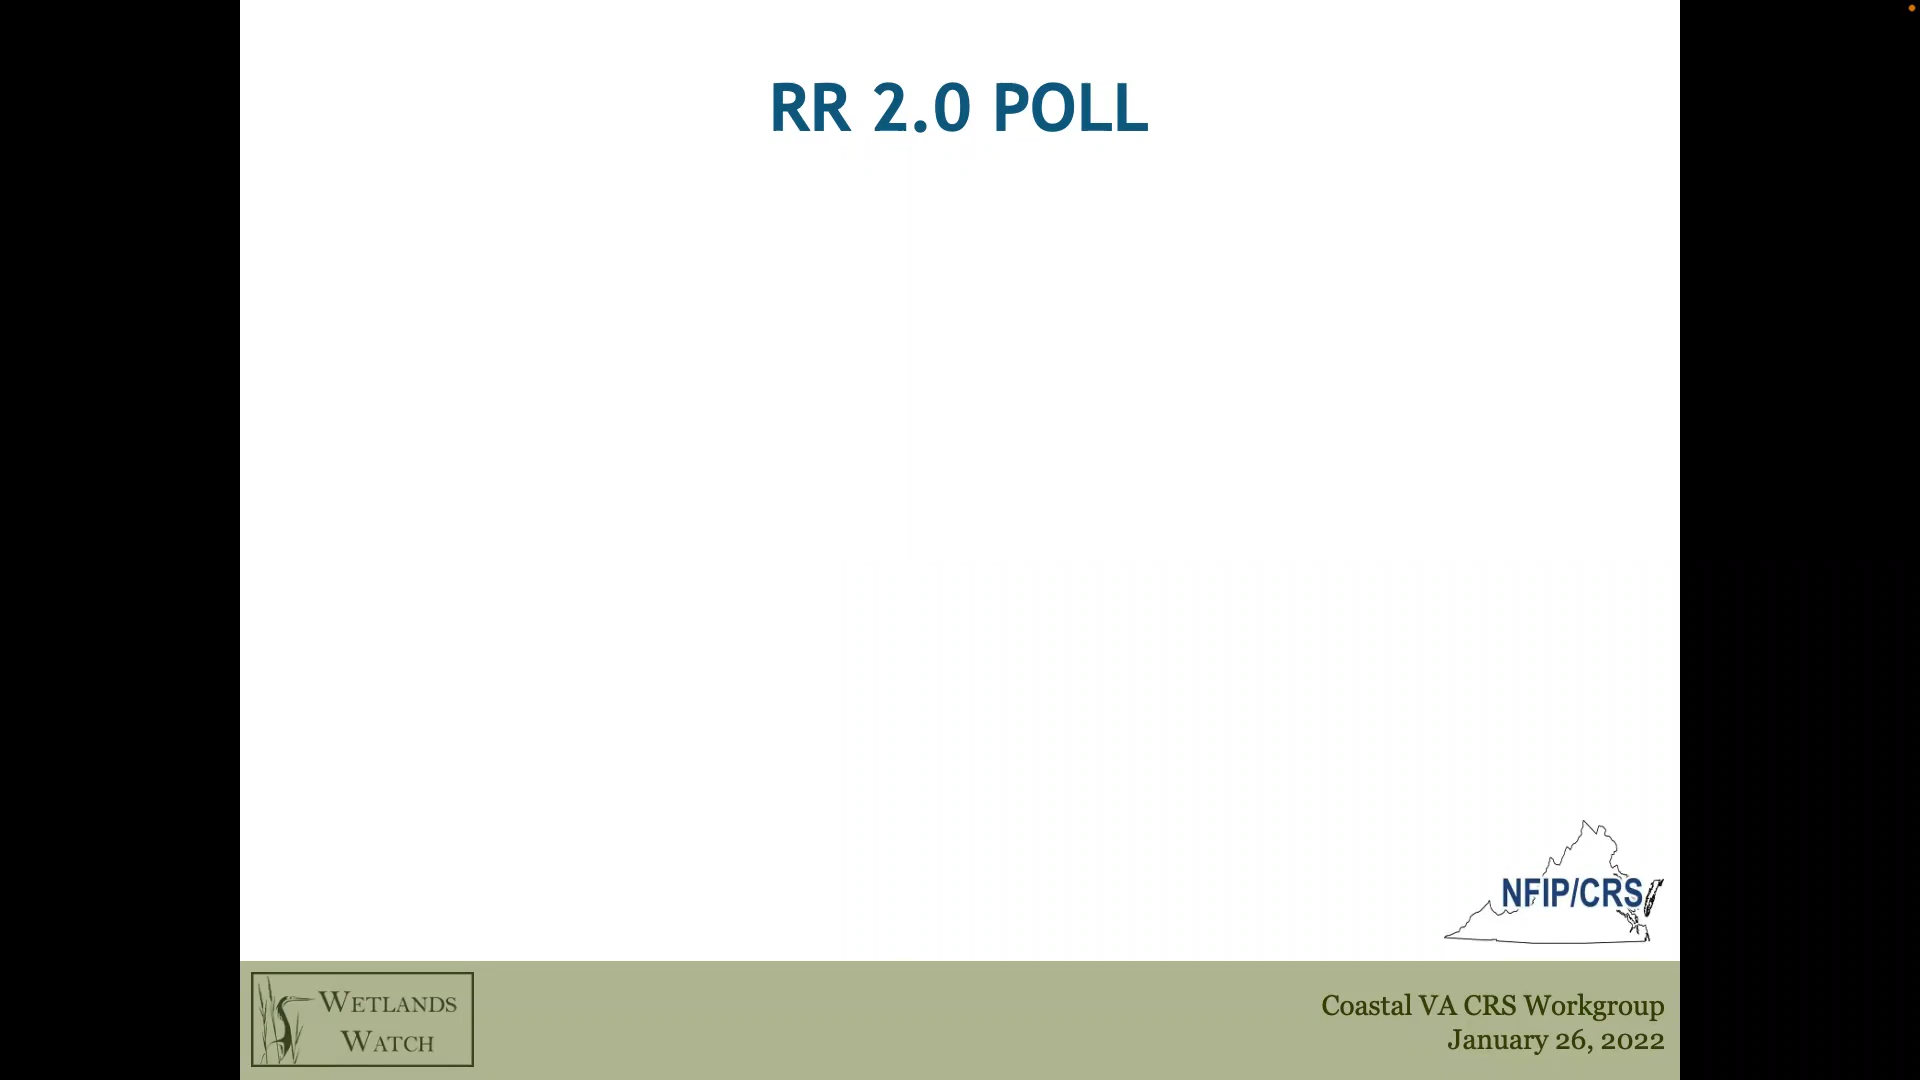 RR 2.0 POLL
NFIP/CRS
WETLANDS
WATCH
Coastal VA CRS Workgroup
January 26, 2022